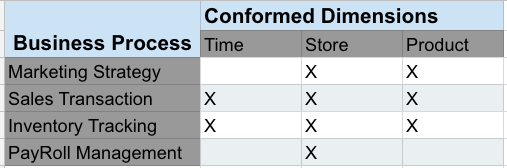 Conformed Dimensions
Business Process Time Store Product
Marketing Strategy X X
Sales Transaction X X X
Inventory Tracking X X X
PayRoll Management X